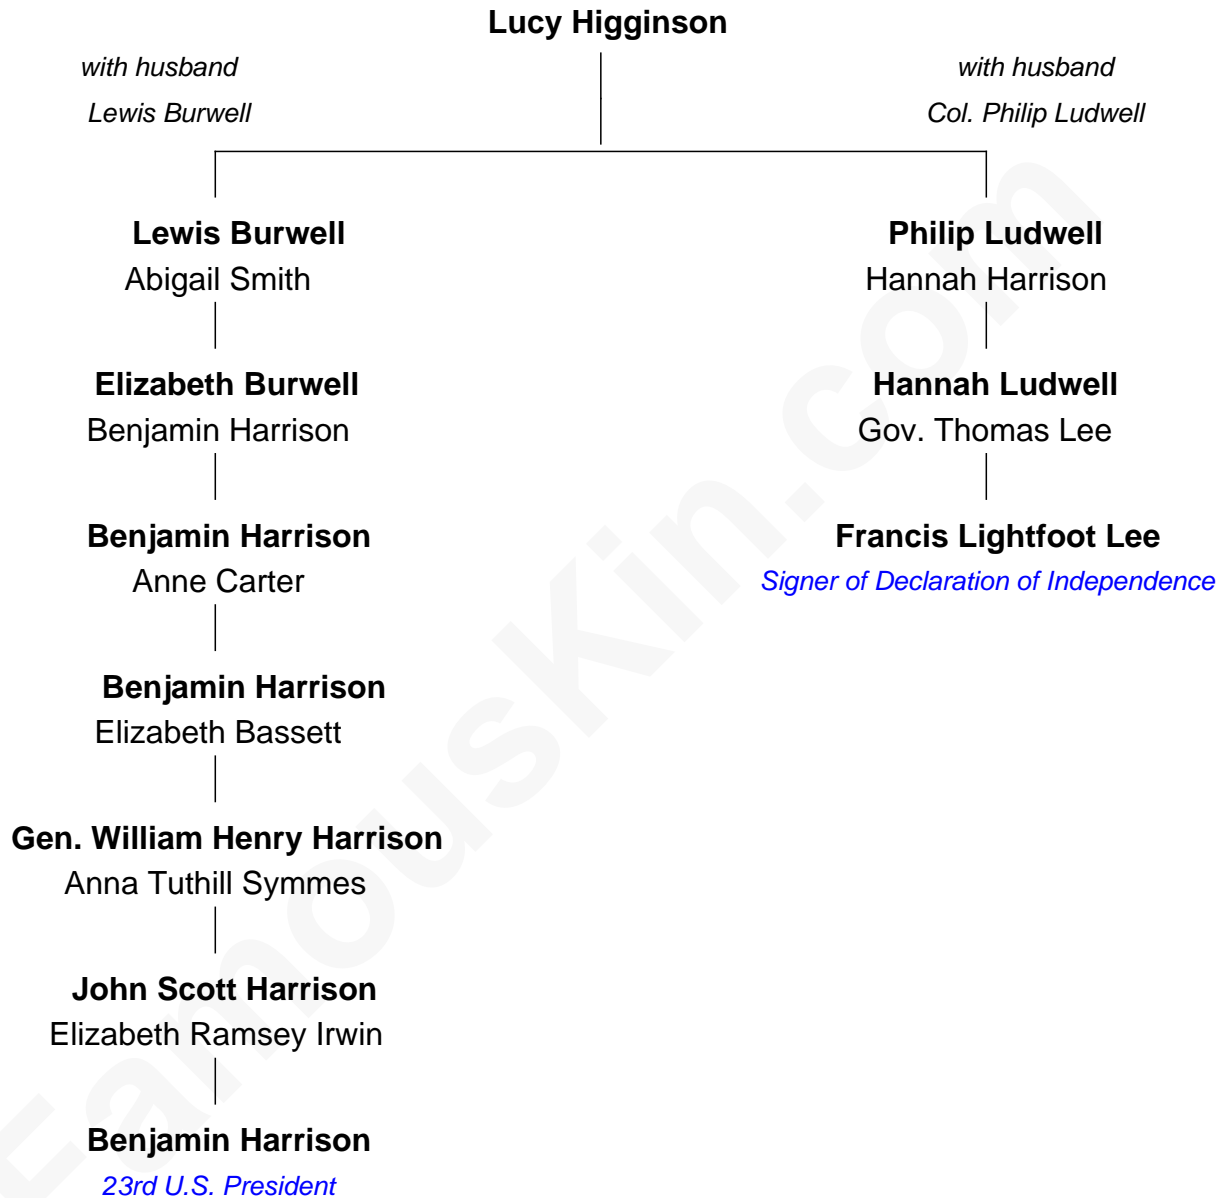 Lucy Higginson
with husband
Lewis Burwell
with husband
Col. Philip Ludwell
Lewis Burwell
Abigail Smith
Philip Ludwell
Hannah Harrison
Elizabeth Burwell
Benjamin Harrison
Hannah Ludwell
Gov. Thomas Lee
Benjamin Harrison
Anne Carter
Francis Lightfoot Lee
Signer of Declaration of Independence
Benjamin Harrison
Elizabeth Bassett
Gen. William Henry Harrison
Anna Tuthill Symmes
John Scott Harrison
Elizabeth Ramsey Irwin
Benjamin Harrison
23rd U.S. President
FamousKin.com